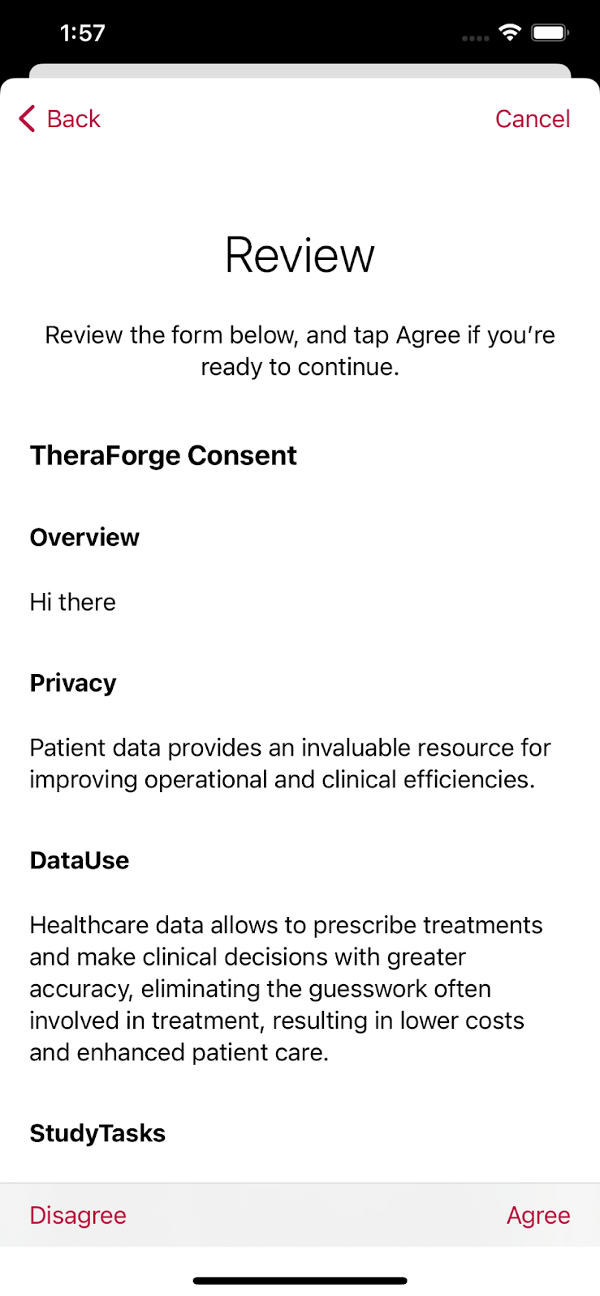 1:57
Back
Cancel
Review
Review the form below, and tap Agree if you’re
ready to continue.
TheraForge Consent
Overview
Hi there
Privacy
Patient data provides an invaluable resource for
improving operational and clinical efficiencies.
DataUse
Healthcare data allows to prescribe treatments
and make clinical decisions with greater
accuracy, eliminating the guesswork often
involved in treatment, resulting in lower costs
and enhanced patient care.
StudyTasks
Disagree
Agree